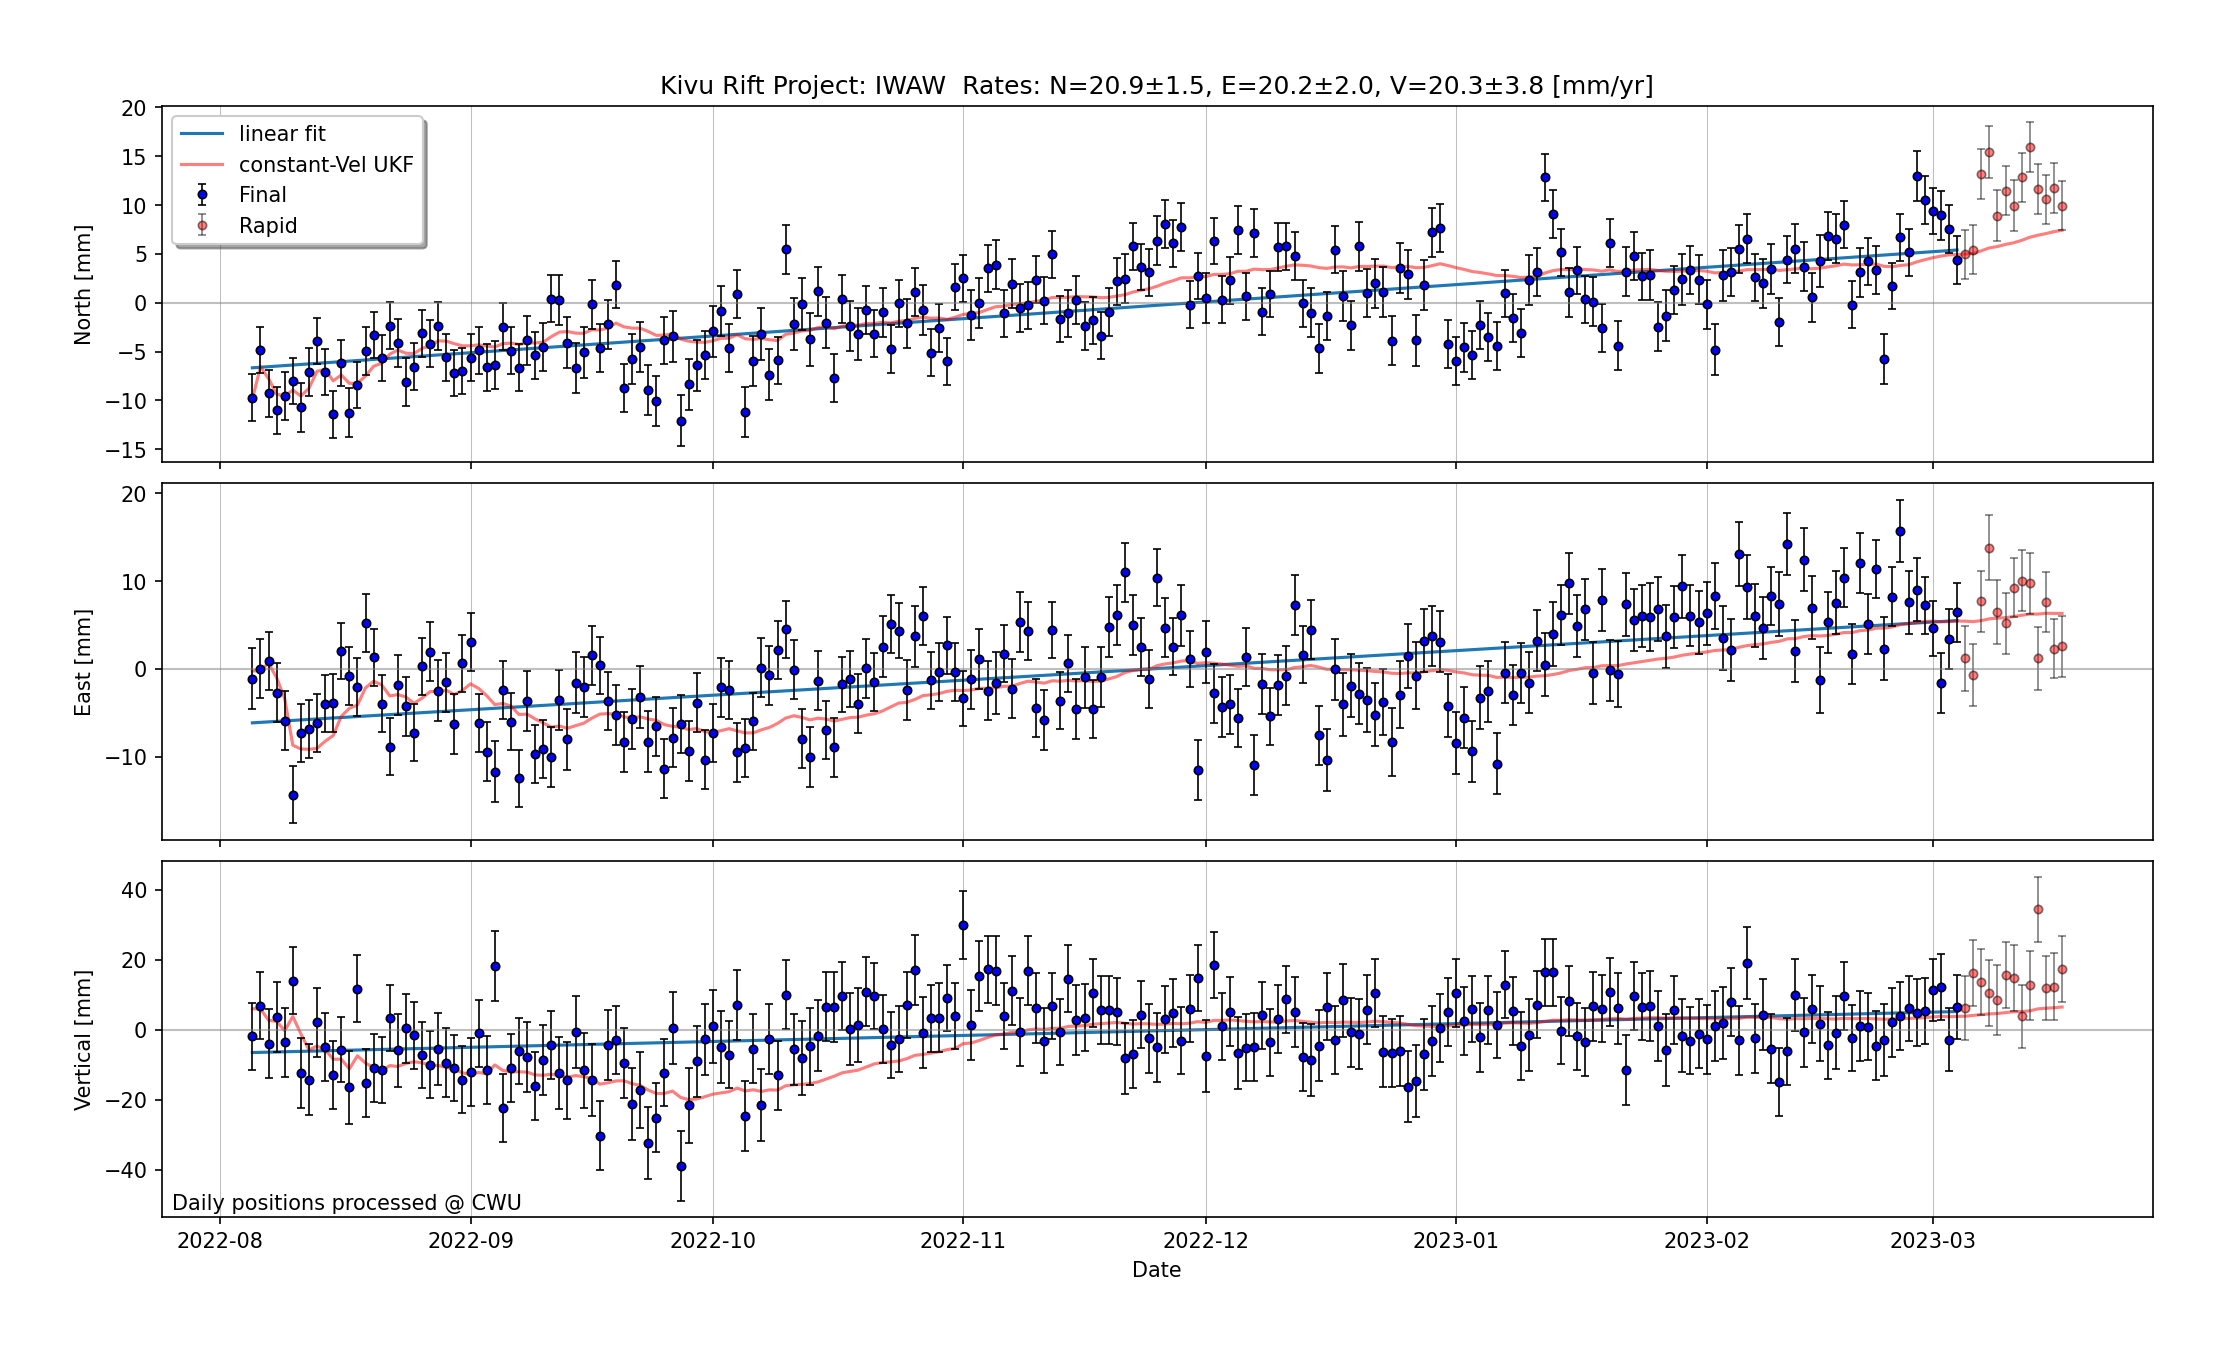 Kivu Rift Project: IWAW  Rates: N=20.9±1.5, E=20.2±2.0, V=20.3±3.8 [mm/yr]
linear fit
constant-Vel UKF
Final
Rapid
North [mm]
20
15
10
5
0
−5
−10
−15
East [mm]
20
10
0
−10
Vertical [mm]
40
20
0
−20
−40
Daily positions processed @ CWU
2022-08 2022-09 2022-10 2022-11 2022-12 2023-01 2023-02 2023-03
Date